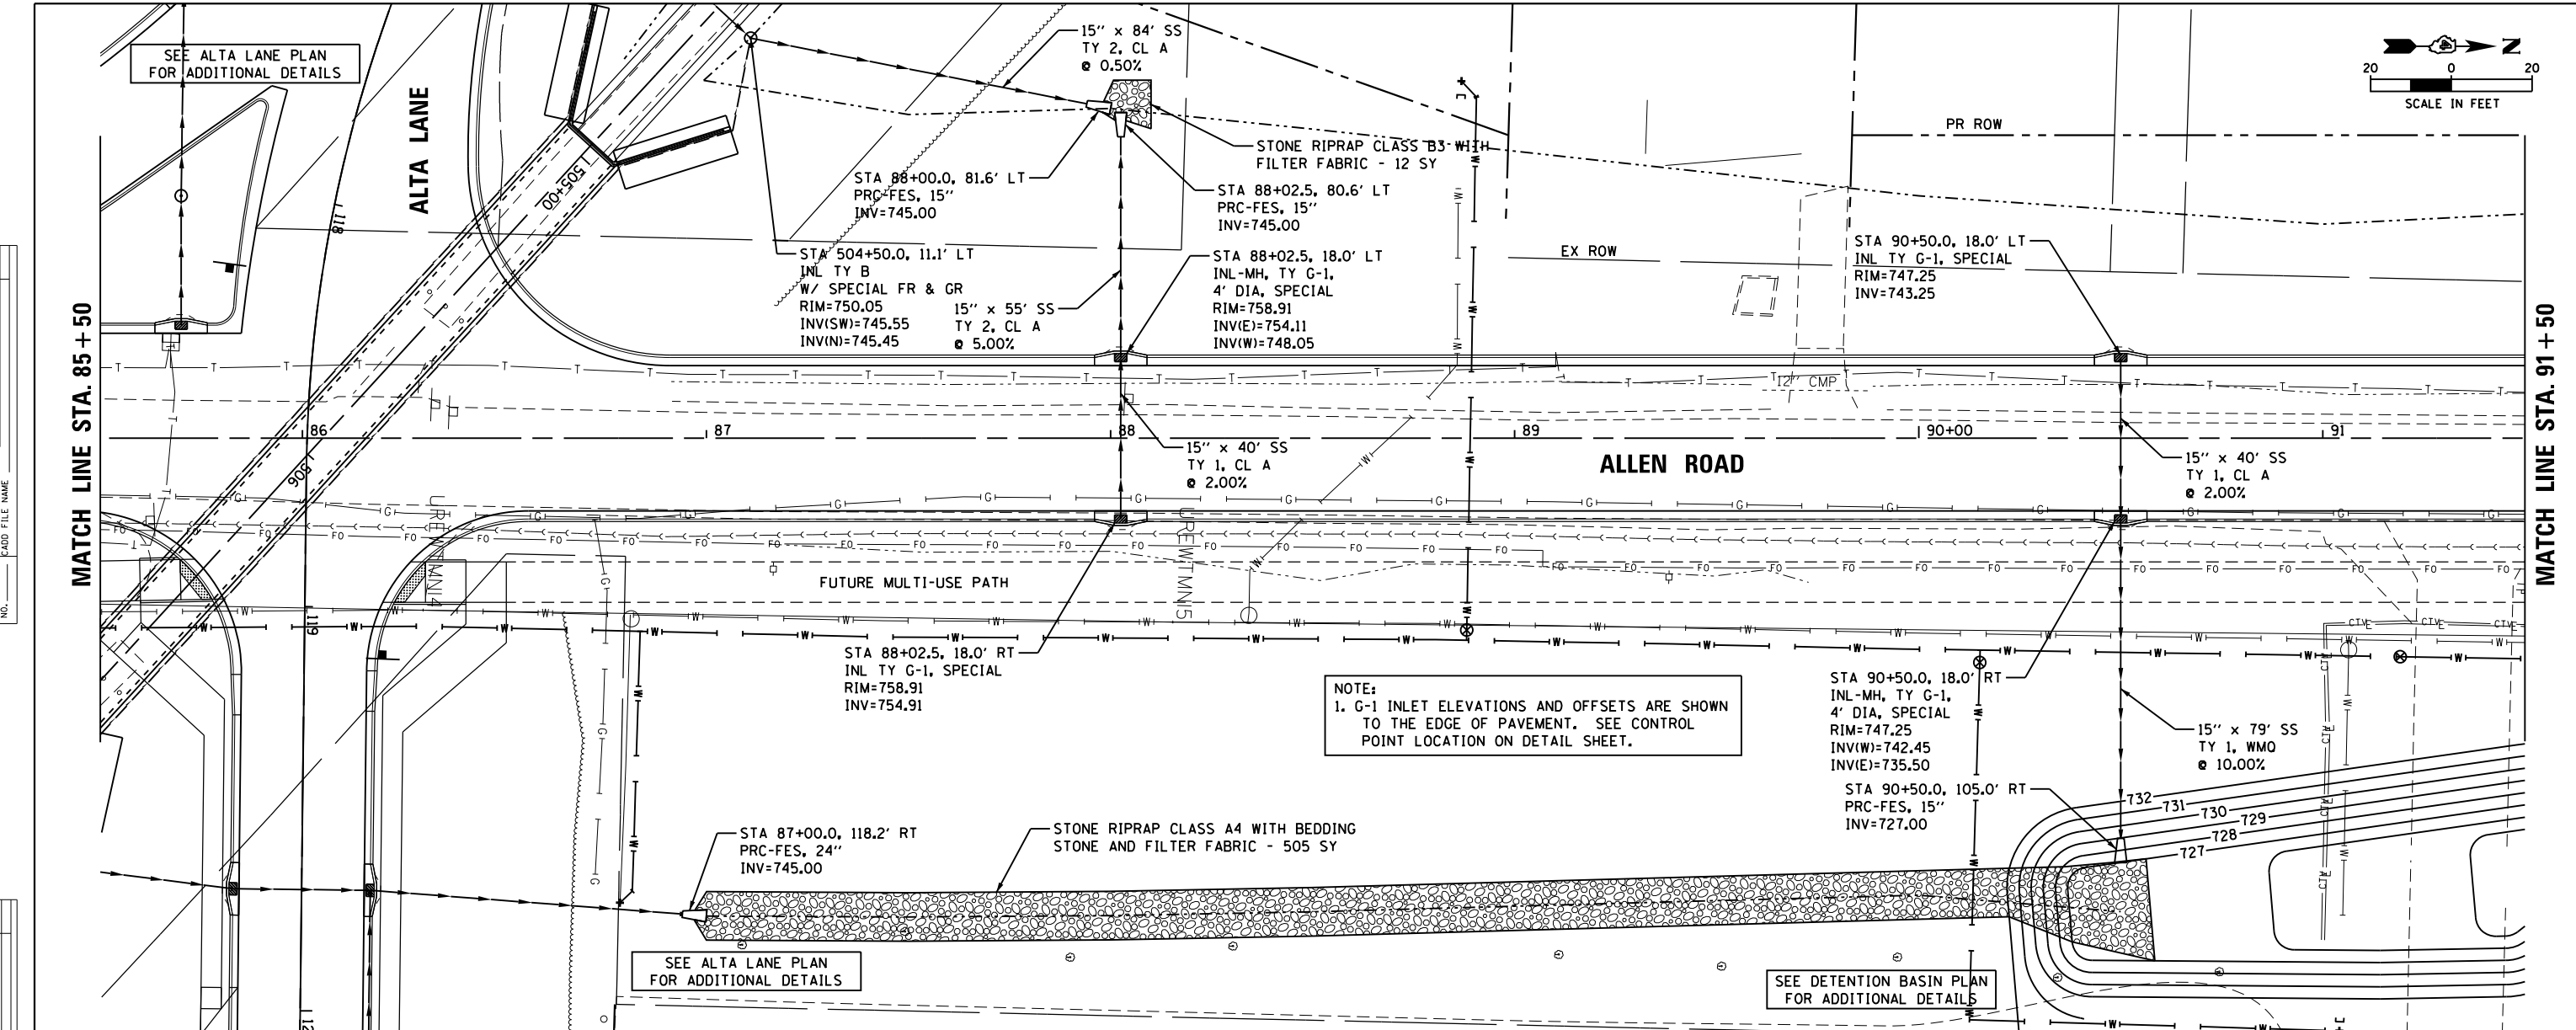 SEE ALTA LANE PLAN
FOR ADDITIONAL DETAILS
ALTA LANE
15" x 84' SS
TY 2, CL A
@ 0.50%
STONE RIPRAP CLASS B3 WITH
FILTER FABRIC - 12 SY
STA 88+00.0, 81.6' LT
PRC-FES, 15"
INV=745.00
STA 88+02.5, 80.6' LT
PRC-FES, 15"
INV=745.00
STA 504+50.0, 11.1' LT
INL TY B
W/ SPECIAL FR & GR
RIM=750.05
INV(SW)=745.55
INV(N)=745.45
15" x 55' SS
TY 2, CL A
@ 5.00%
STA 88+02.5, 18.0' LT
INL-MH, TY G-1,
4' DIA, SPECIAL
RIM=758.91
INV(E)=754.11
INV(W)=748.05
PR ROW
EX ROW
N
20 0 20
SCALE IN FEET
STA 90+50.0, 18.0' LT
INL TY G-1, SPECIAL
RIM=747.25
INV=743.25
MATCH LINE STA. 85+50
MATCH LINE STA. 91+50
505+00
506
118
119
12" CMP
86
87
88
89
90+00
91
ALLEN ROAD
15" x 40' SS
TY 1, CL A
@ 2.00%
15" x 40' SS
TY 1, CL A
@ 2.00%
FUTURE MULTI-USE PATH
STA 88+02.5, 18.0' RT
INL TY G-1, SPECIAL
RIM=758.91
INV=754.91
NOTE:
1. G-1 INLET ELEVATIONS AND OFFSETS ARE SHOWN
TO THE EDGE OF PAVEMENT. SEE CONTROL
POINT LOCATION ON DETAIL SHEET.
STA 90+50.0, 18.0' RT
INL-MH, TY G-1,
4' DIA, SPECIAL
RIM=747.25
INV(W)=742.45
INV(E)=735.50
15" x 79' SS
TY 1, WMQ
@ 10.00%
STA 90+50.0, 105.0' RT
PRC-FES, 15"
INV=727.00
732
731
730
729
728
727
STA 87+00.0, 118.2' RT
PRC-FES, 24"
INV=745.00
STONE RIPRAP CLASS A4 WITH BEDDING
STONE AND FILTER FABRIC - 505 SY
SEE ALTA LANE PLAN
FOR ADDITIONAL DETAILS
SEE DETENTION BASIN PLAN
FOR ADDITIONAL DETAILS
NO.
CADD FILE NAME